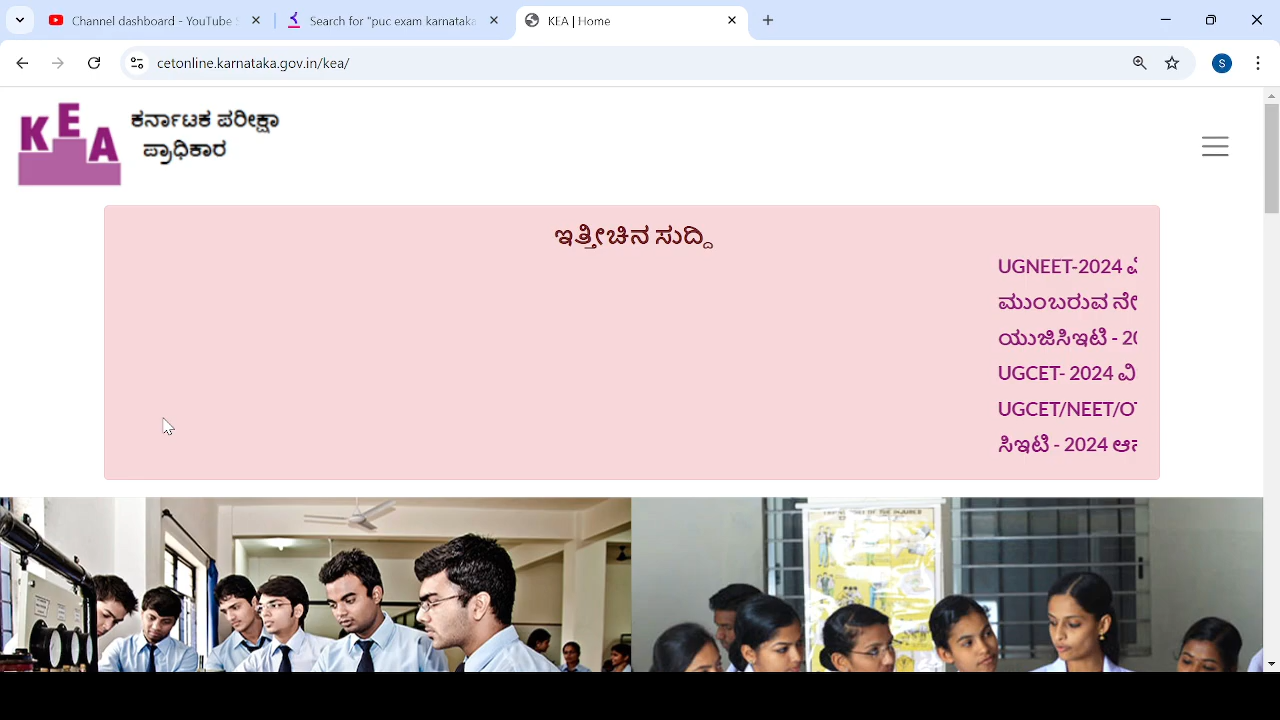 Channel dashboard - YouTube
Search for "puc exam karnataka
KEA | Home
cetonline.karnataka.gov.in/kea/
S
KEA
ಕರ್ನಾಟಕ ಪರೀಕ್ಷಾ
ಪ್ರಾಧಿಕಾರ
ಇತ್ತೀಚಿನ ಸುದ್ದಿ
UGNEET-2024
ಮುಂಬರುವ
ಯುಜಿಸಿಇಟಿ - 20
UGCET- 2024 ವಿ
UGCET/NEET/
ಸಿಇಟಿ - 2024